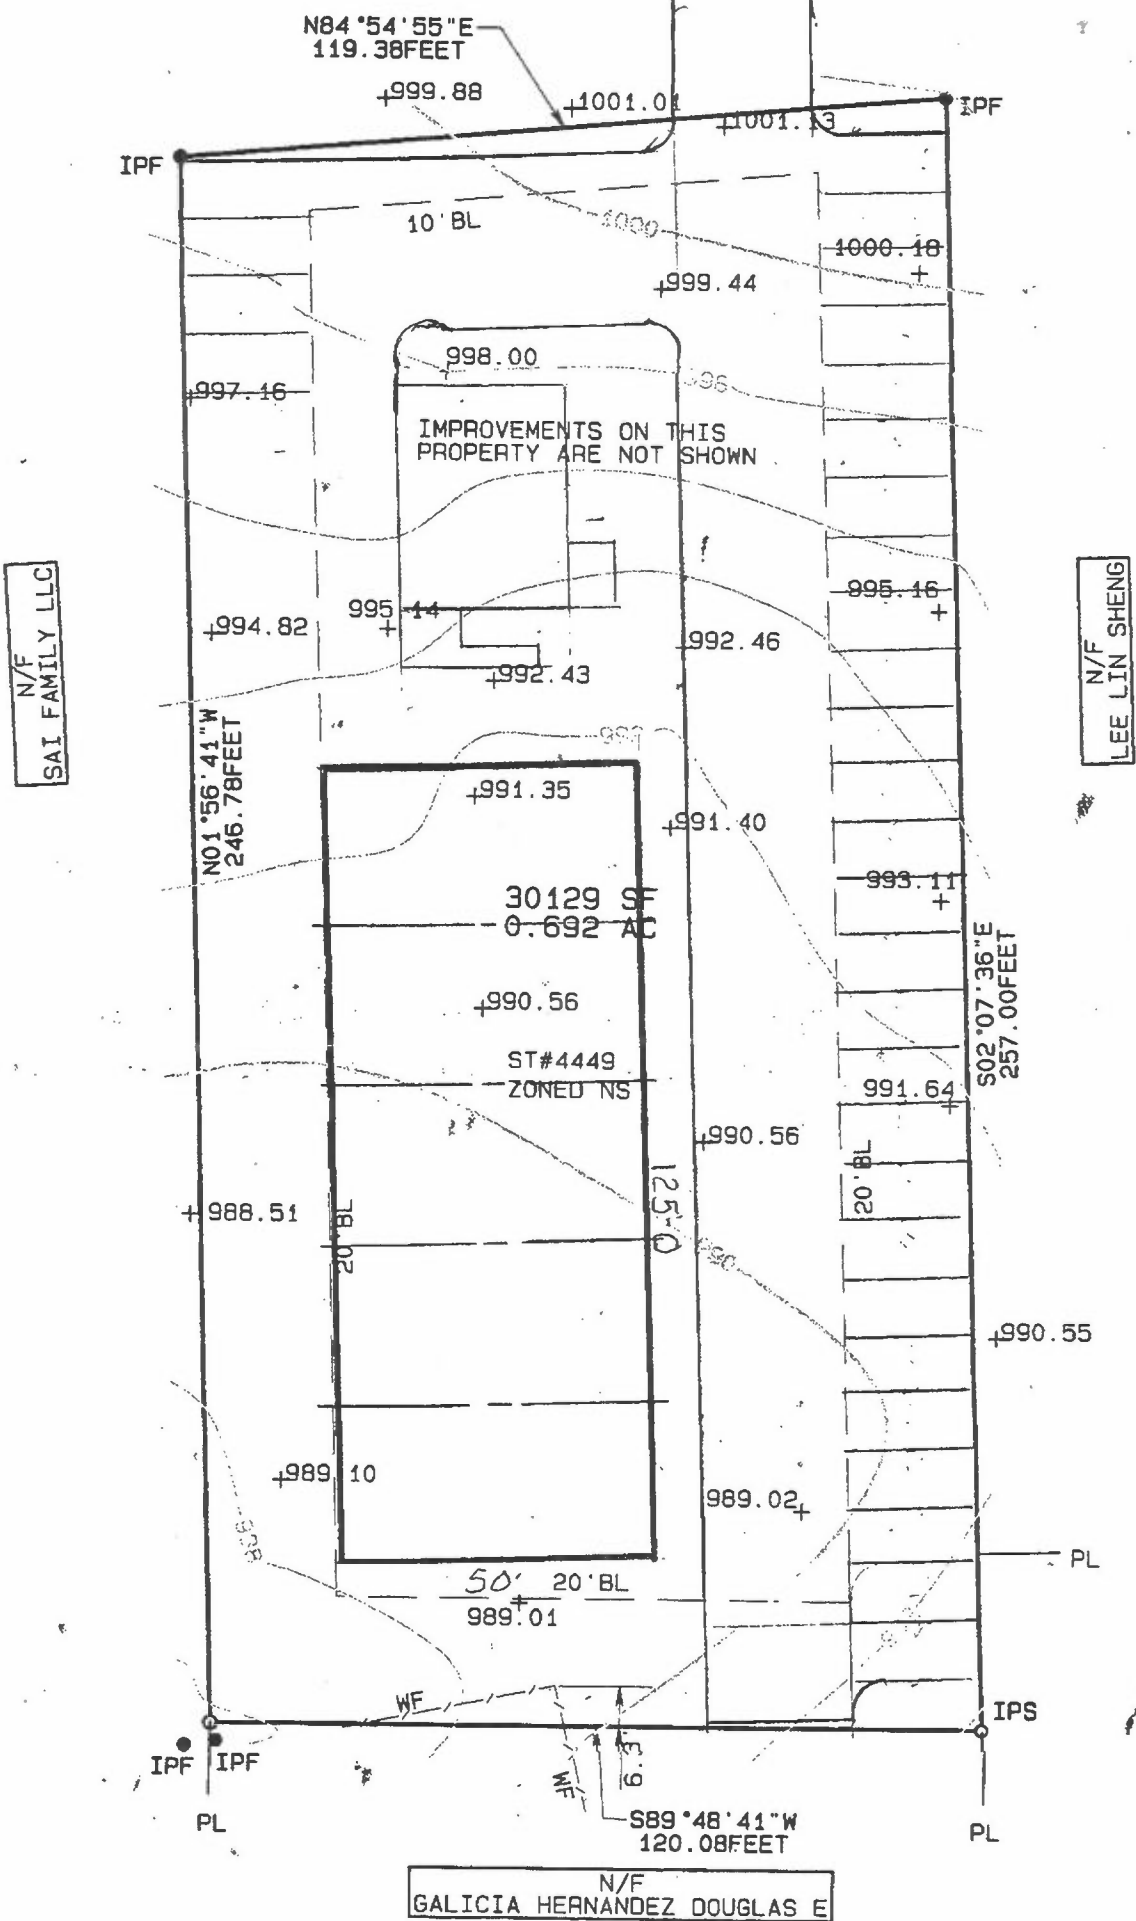 N84°54'55"E
119.38FEET
+999.88
+1001.01
+1001.13
IPF
IPF
10'BL
1000
1000.18
+
+999.44
998.00
998
+997.16
IMPROVEMENTS ON THIS
PROPERTY ARE NOT SHOWN
N/F
SAI FAMILY LLC
N/F
LEE LIN SHENG
995.16
+
+994.82
995.14
+
+992.46
+992.43
N01°56'41"W
246.78FEET
992
+991.35
+991.40
993.11
+
30129 SF
0.692 AC
S02°07'36"E
257.00FEET
+990.56
ST#4449
ZONED NS
991.64
+
+990.56
20'BL
125-0
20'BL
+988.51
990
+990.55
+989.10
989.02
+
988
PL
50' 20'BL
+
989.01
WF
IPS
IPF IPF
WF
6.3'
PL
S89°48'41"W
120.08FEET
PL
N/F
GALICIA HERNANDEZ DOUGLAS E